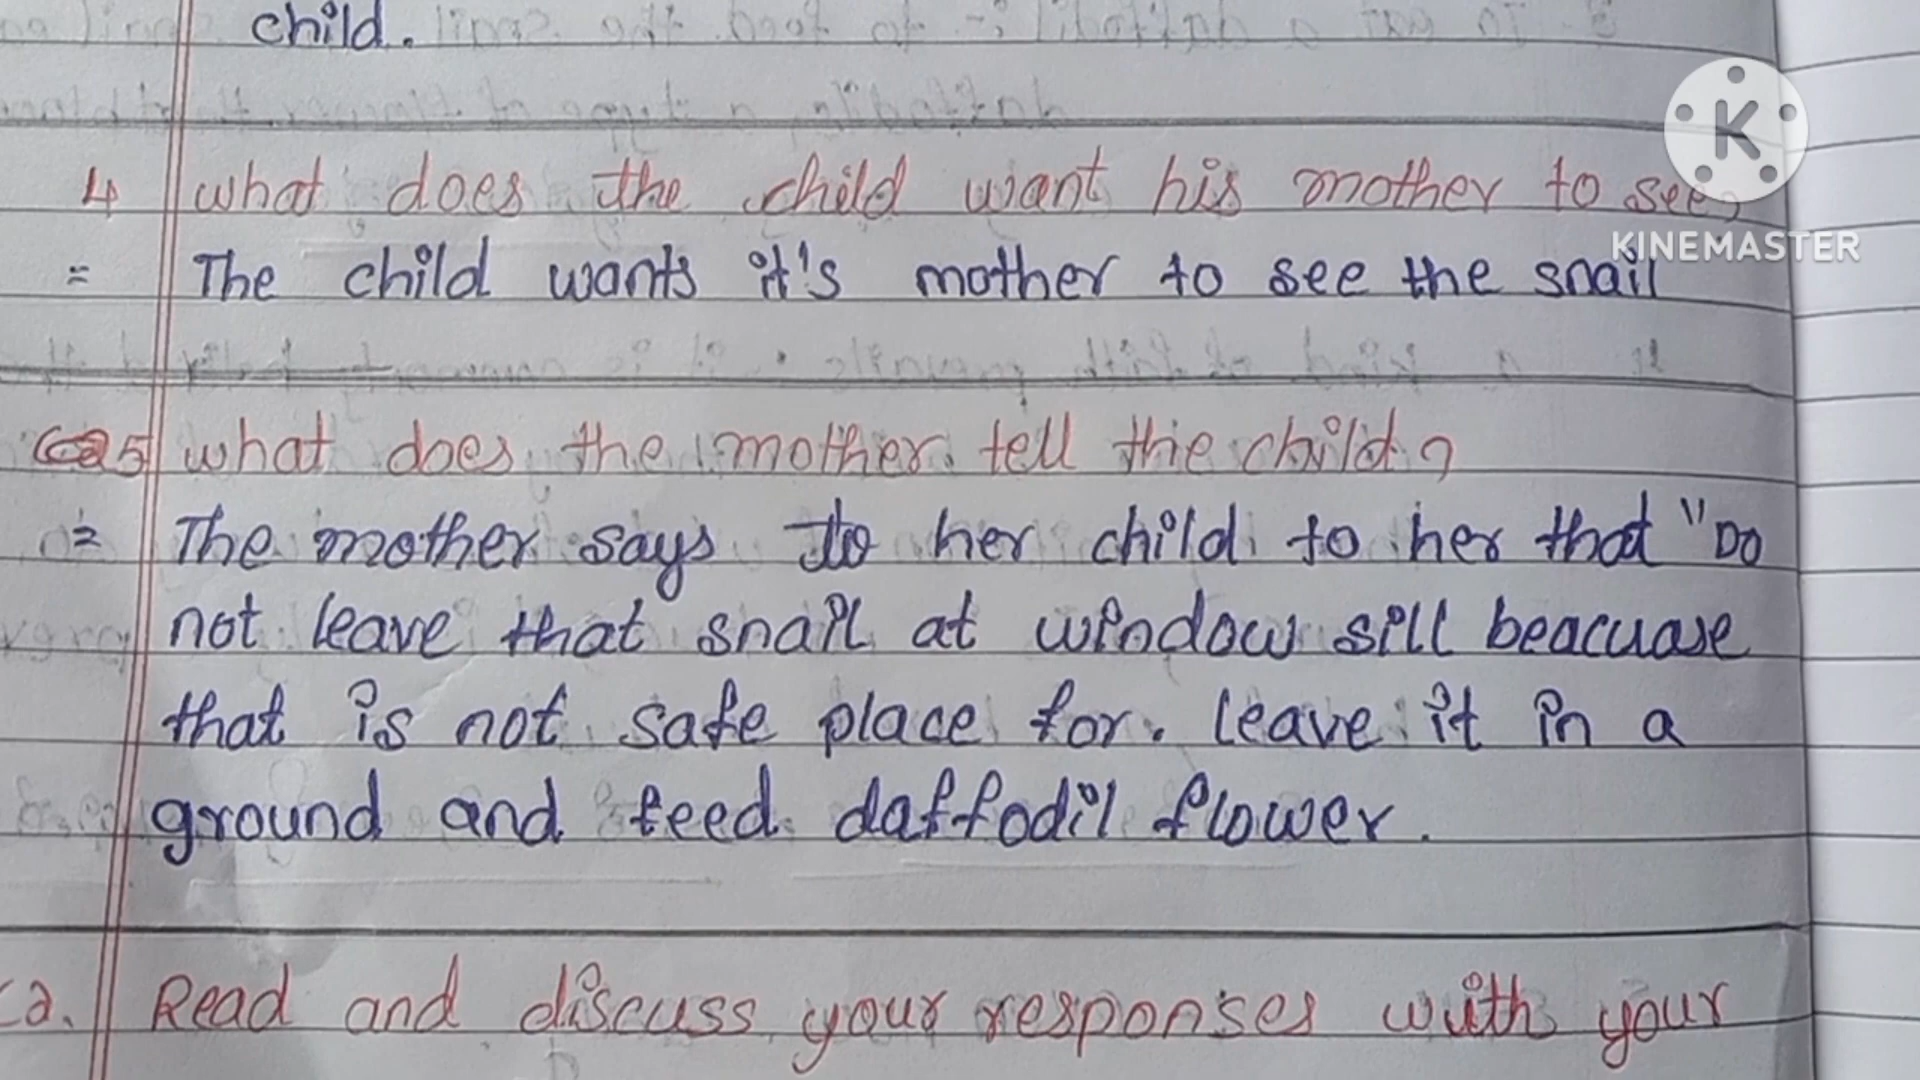 child.
4 what does the child want his mother to see?
K
KINEMASTER
= The child wants it's mother to see the snail
5 what does the mother tell the child?
= The mother says to her child to her that "Do
not leave that snail at window sill beacuase
that is not safe place for. leave it in a
ground and feed daffodil flower.
Read and discuss your responses with your